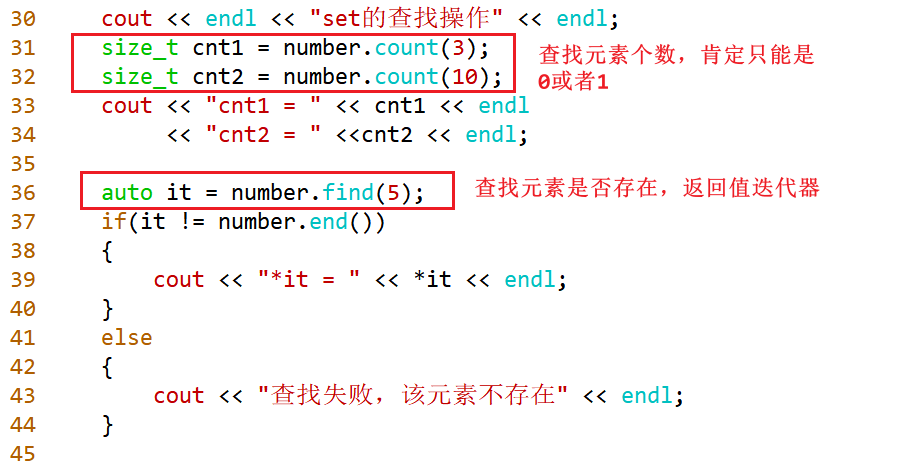 30 cout << endl << "set的查找操作" << endl;
31 size_t cnt1 = number.count(3);
32 size_t cnt2 = number.count(10);
查找元素个数，肯定只能是
0或者1
33 cout << "cnt1 = " << cnt1 << endl
34 << "cnt2 = " <<cnt2 << endl;
35
36 auto it = number.find(5);
查找元素是否存在，返回值迭代器
37 if(it != number.end())
38 {
39 cout << "*it = " << *it << endl;
40 }
41 else
42 {
43 cout << "查找失败，该元素不存在" << endl;
44 }
45